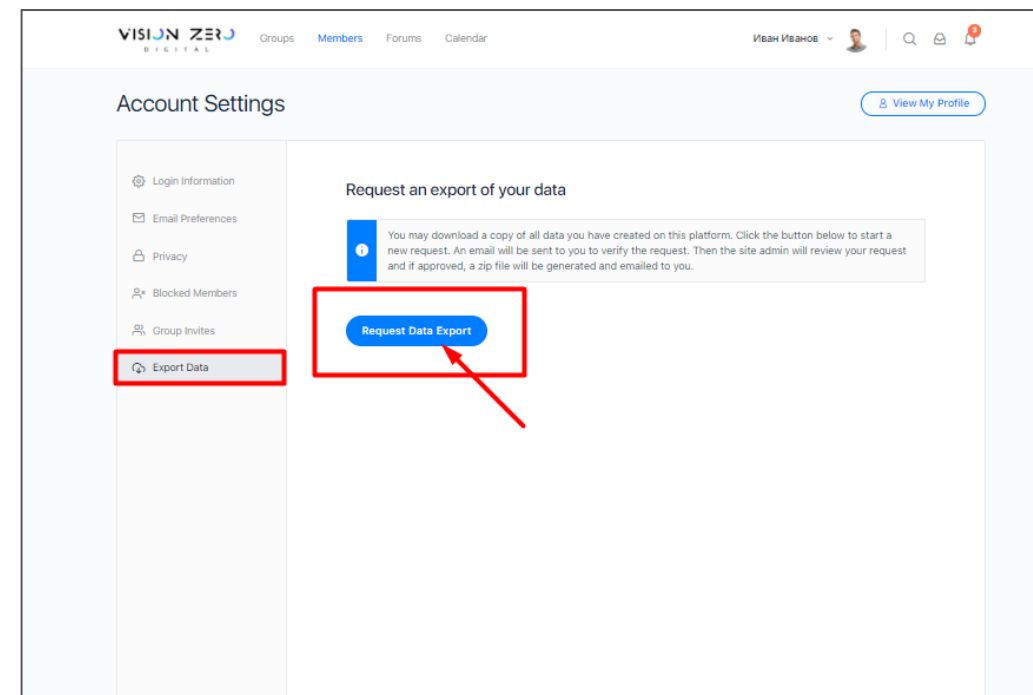 VISION ZERO
DIGITAL
Groups Members Forums Calendar Иван Иванов 3
Account Settings
View My Profile
Login Information
Email Preferences
Privacy
Blocked Members
Group Invites
Export Data
Request an export of your data
You may download a copy of all data you have created on this platform. Click the button below to start a
new request. An email will be sent to you to verify the request. Then the site admin will review your request
and if approved, a zip file will be generated and emailed to you.
Request Data Export